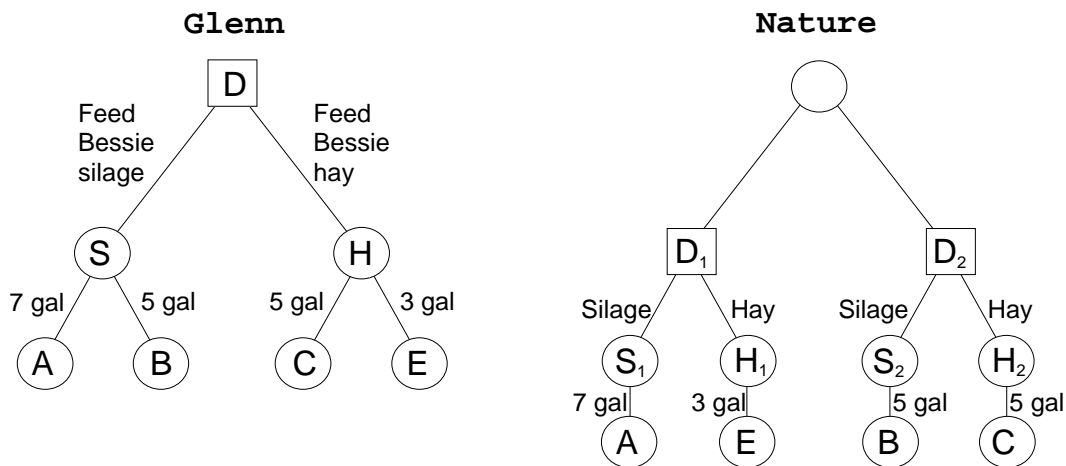 Glenn
D
Feed
Bessie
silage
Feed
Bessie
hay
S
H
7 gal
5 gal
5 gal
3 gal
A
B
C
E
Nature
D₁
D₂
Silage
Hay
Silage
Hay
S₁
H₁
S₂
H₂
7 gal
3 gal
5 gal
5 gal
A
E
B
C